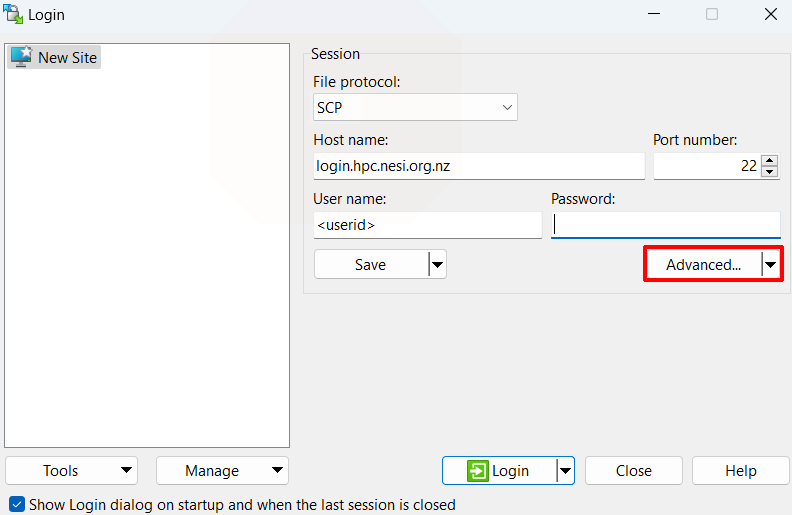 Login
New Site
Session
File protocol:
SCP
Host name:
Port number:
login.hpc.nesi.org.nz
22
User name:
Password:
<userid>
Save
Advanced...
Tools
Manage
Login
Close
Help
Show Login dialog on startup and when the last session is closed